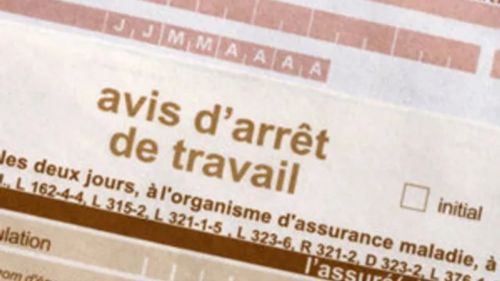 J J M M A A A A
avis d'arrêt
de travail
les deux jours, à l'organisme d'assurance maladie, à
L 162-4-4, L 315-2, L 321-1-5 , L 323-6, R 321-2, D 323-2, L 376-1
initial
l'assuré